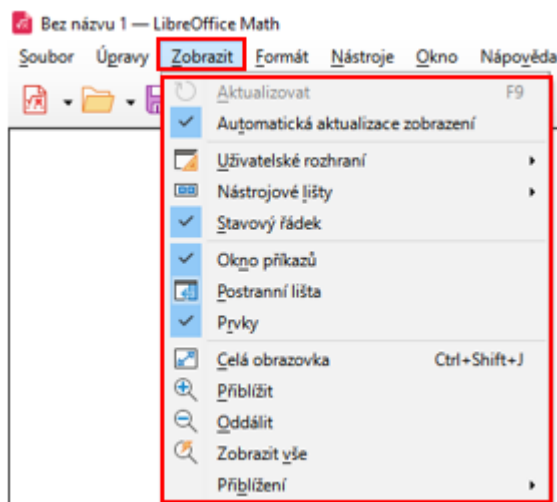 Bez názvu 1 — LibreOffice Math
Soubor Úpravy Zobrazit Formát Nástroje Okno Nápověda
Aktualizovat F9
Automatická aktualizace zobrazení
Uživatelské rozhraní
Nástrojové lišty
Stavový řádek
Okno příkazů
Postranní lišta
Prvky
Celá obrazovka Ctrl+Shift+J
Přiblížit
Oddálit
Zobrazit vše
Přiblížení